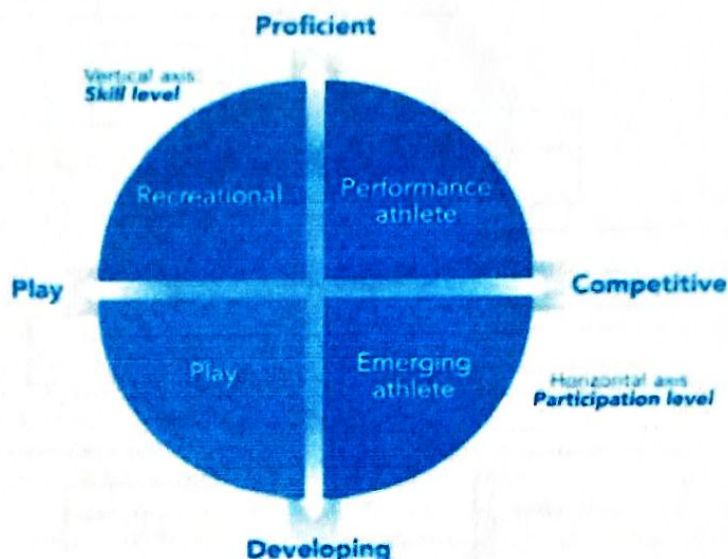 Proficient
Vertical axis:
Skill level
Recreational
Performance
athlete
Play
Competitive
Play
Emerging
athlete
Horizontal axis
Participation level
Developing